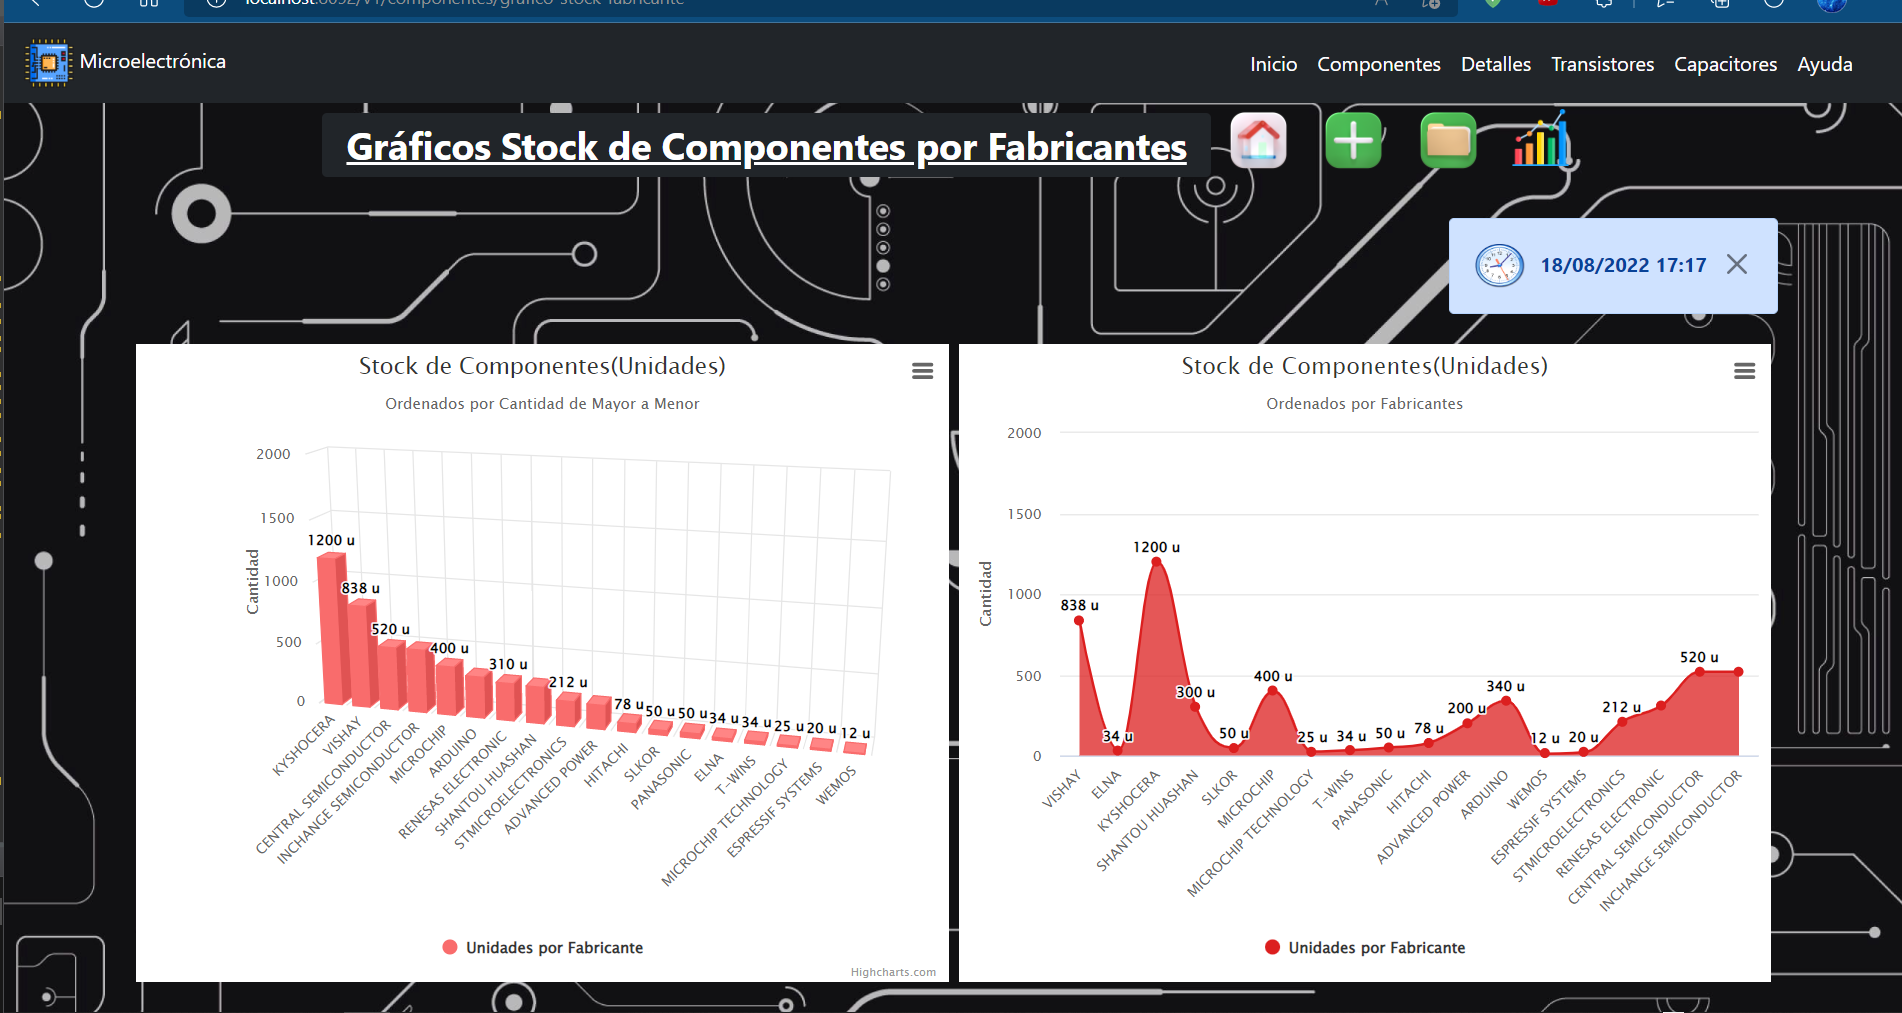 Microelectrónica
Inicio Componentes Detalles Transistores Capacitores Ayuda
Gráficos Stock de Componentes por Fabricantes
18/08/2022 17:17
Stock de Componentes(Unidades)
Ordenados por Cantidad de Mayor a Menor
Cantidad
2000
1500
1000
500
0
1200 u
838 u
520 u
400 u
310 u
212 u
78 u
50 u
50 u
34 u
34 u
25 u
20 u
12 u
KYSHOCERA
VISHAY
CENTRAL SEMICONDUCTOR
INCHANGE SEMICONDUCTOR
MICROCHIP
ARDUINO
RENESAS ELECTRONIC
SHANTOU HUASHAN
STMICROELECTRONICS
ADVANCED POWER
HITACHI
SLKOR
PANASONIC
ELNA
T-WINS
MICROCHIP TECHNOLOGY
ESPRESSIF SYSTEMS
WEMOS
Unidades por Fabricante
Highcharts.com
Stock de Componentes(Unidades)
Ordenados por Fabricantes
Cantidad
2000
1500
1000
500
0
838 u
34 u
1200 u
300 u
50 u
400 u
25 u
34 u
50 u
78 u
200 u
340 u
12 u
20 u
212 u
520 u
VISHAY
ELNA
KYSHOCERA
SHANTOU HUASHAN
SLKOR
MICROCHIP
MICROCHIP TECHNOLOGY
T-WINS
PANASONIC
HITACHI
ADVANCED POWER
ARDUINO
WEMOS
ESPRESSIF SYSTEMS
STMICROELECTRONICS
RENESAS ELECTRONIC
CENTRAL SEMICONDUCTOR
INCHANGE SEMICONDUCTOR
Unidades por Fabricante